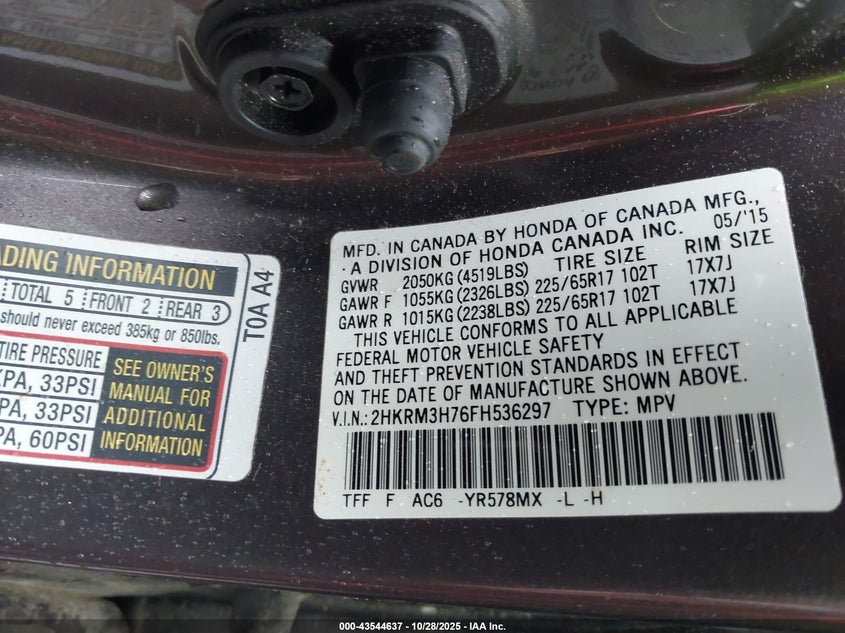 ADING INFORMATION
TOTAL 5 FRONT 2 REAR 3
should never exceed 385kg or 850lbs.
TIRE PRESSURE
KPA, 33PSI
PA, 33PSI
PA, 60PSI
SEE OWNER'S
MANUAL FOR
ADDITIONAL
INFORMATION
T0A A4
MFD. IN CANADA BY HONDA OF CANADA MFG.,
A DIVISION OF HONDA CANADA INC. 05/'15
GVWR 2050KG(4519LBS) TIRE SIZE RIM SIZE
GAWR F 1055KG(2326LBS) 225/65R17 102T 17X7J
GAWR R 1015KG(2238LBS) 225/65R17 102T 17X7J
THIS VEHICLE CONFORMS TO ALL APPLICABLE
FEDERAL MOTOR VEHICLE SAFETY
AND THEFT PREVENTION STANDARDS IN EFFECT
ON THE DATE OF MANUFACTURE SHOWN ABOVE.
V.I.N.: 2HKRM3H76FH536297 TYPE: MPV
TFF F AC6 -YR578MX -L -H
000-43544637 - 10/28/2025 - IAA Inc.